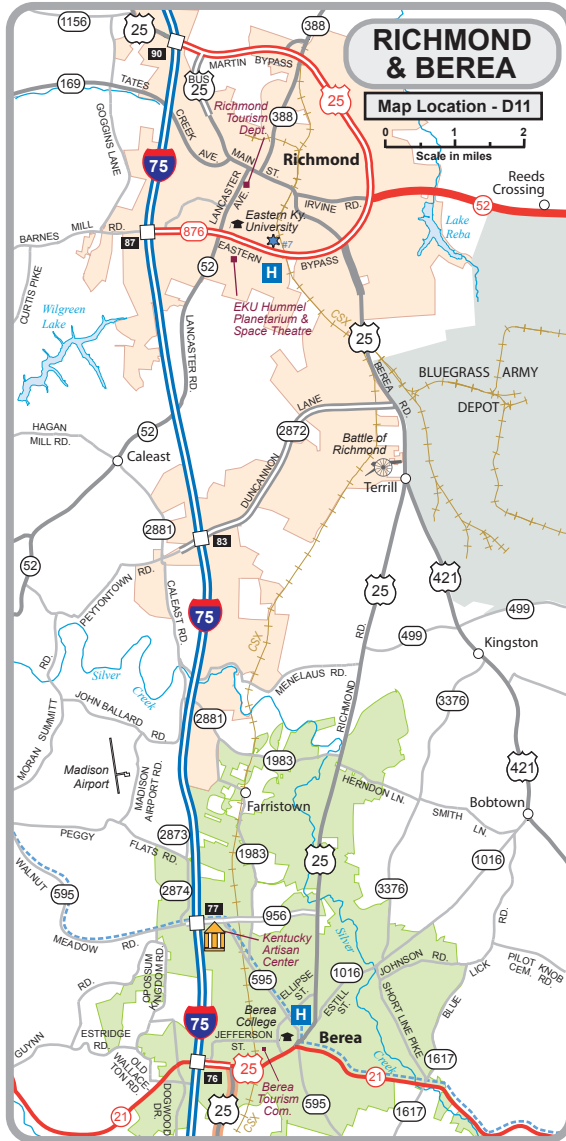 RICHMOND
& BEREA
Map Location - D11
0 1 2
Scale in miles
1156
25
90
388
MARTIN BYPASS
BUS
25
25
169
TATES
CREEK
AVE.
Richmond
Tourism
Dept.
388
GOGGINS LANE
75
MAIN
ST.
Richmond
LANCASTER
AVE.
Reeds
Crossing
IRVINE RD.
52
Eastern Ky.
University
Lake
Reba
BARNES MILL RD.
87
876
#7
EASTERN
BYPASS
H
52
CURTIS PIKE
EKU Hummel
Planetarium &
Space Theatre
CSX
Wilgreen
Lake
25
LANCASTER RD.
BEREA
RD.
BLUEGRASS ARMY
DEPOT
LANE
HAGAN
MILL RD.
52
2872
Caleast
DUNCANNON
Battle of
Richmond
Terrill
2881
83
52
PEYTONTOWN RD.
CALEAST RD.
25
421
75
499
RD.
499
CSX
Kingston
Silver
Creek
RD.
MENELAUS RD.
3376
JOHN BALLARD
RD.
2881
RICHMOND
MORAN SUMMITT
1983
421
Madison
Airport
MADISON
AIRPORT RD.
HERNDON LN.
Farristown
SMITH
LN.
Bobtown
PEGGY
FLATS RD.
2873
1983
25
1016
WALNUT
595
2874
3376
77
956
MEADOW RD.
Kentucky
Artisan
Center
Silver
RD.
OPOSSUM
KINGDOM RD.
595
1016
JOHNSON RD.
LICK
PILOT KNOB
CEM. RD.
ELLIPSE
ST.
ESTILL
ST.
SHORT LINE PIKE
BLUE
RD.
Berea
College
H
GUYNN
ESTRIDGE
RD.
75
JEFFERSON
ST.
Berea
1617
OLD
WALLACE-
TON RD.
Creek
25
76
21
21
DOGWOOD
DR.
25
Berea
Tourism
Com.
CSX
595
1617